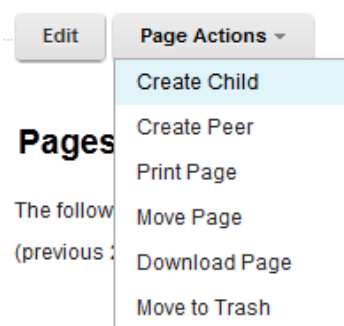 Edit Page Actions
Create Child
Create Peer
Pages
Print Page
The follow
Move Page
(previous
Download Page
Move to Trash